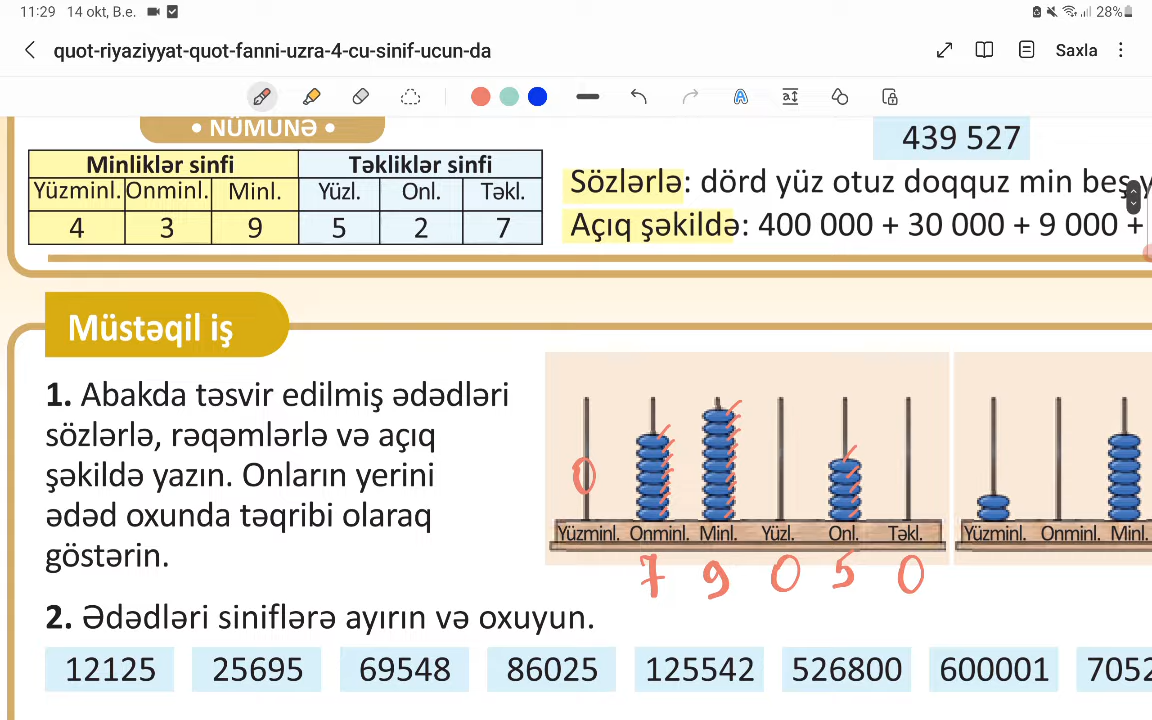 11:29 14 okt, B.e. 28%
quot-riyaziyyat-quot-fanni-uzra-4-cu-sinif-ucun-da Saxla
• NÜMUNƏ •
439 527
Minliklər sinfi Təkliklər sinfi
Yüzminl. Onminl. Minl. Yüzl. Onl. Təkl.
4 3 9 5 2 7
Sözlərlə: dörd yüz otuz doqquz min beş y
Açıq şəkildə: 400 000 + 30 000 + 9 000 +
Müstəqil iş
1. Abakda təsvir edilmiş ədədləri
sözlərlə, rəqəmlərlə və açıq
şəkildə yazın. Onların yerini
ədəd oxunda təqribi olaraq
göstərin.
0
Yüzminl. Onminl. Minl. Yüzl. Onl. Təkl.
7 9 0 5 0
Yüzminl. Onminl. Minl.
2. Ədədləri siniflərə ayırın və oxuyun.
12125 25695 69548 86025 125542 526800 600001 7052